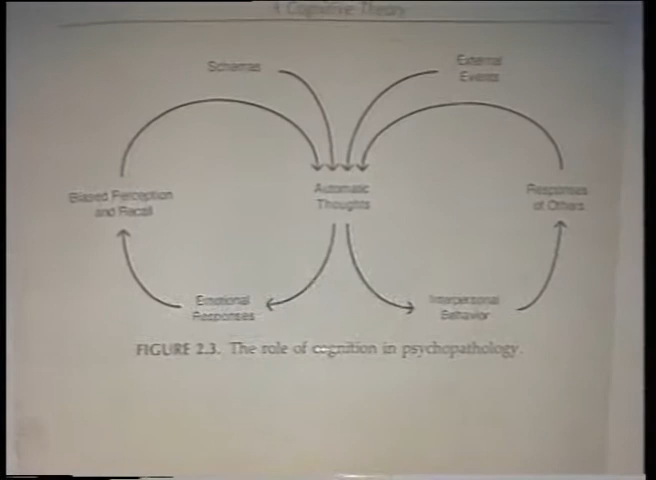 A Cognitive Theory
Schemas
External
Events
Biased Perception
and Recall
Automatic
Thoughts
Responses
of Others
Emotional
Responses
Interpersonal
Behavior
FIGURE 2.3. The role of cognition in psychopathology.